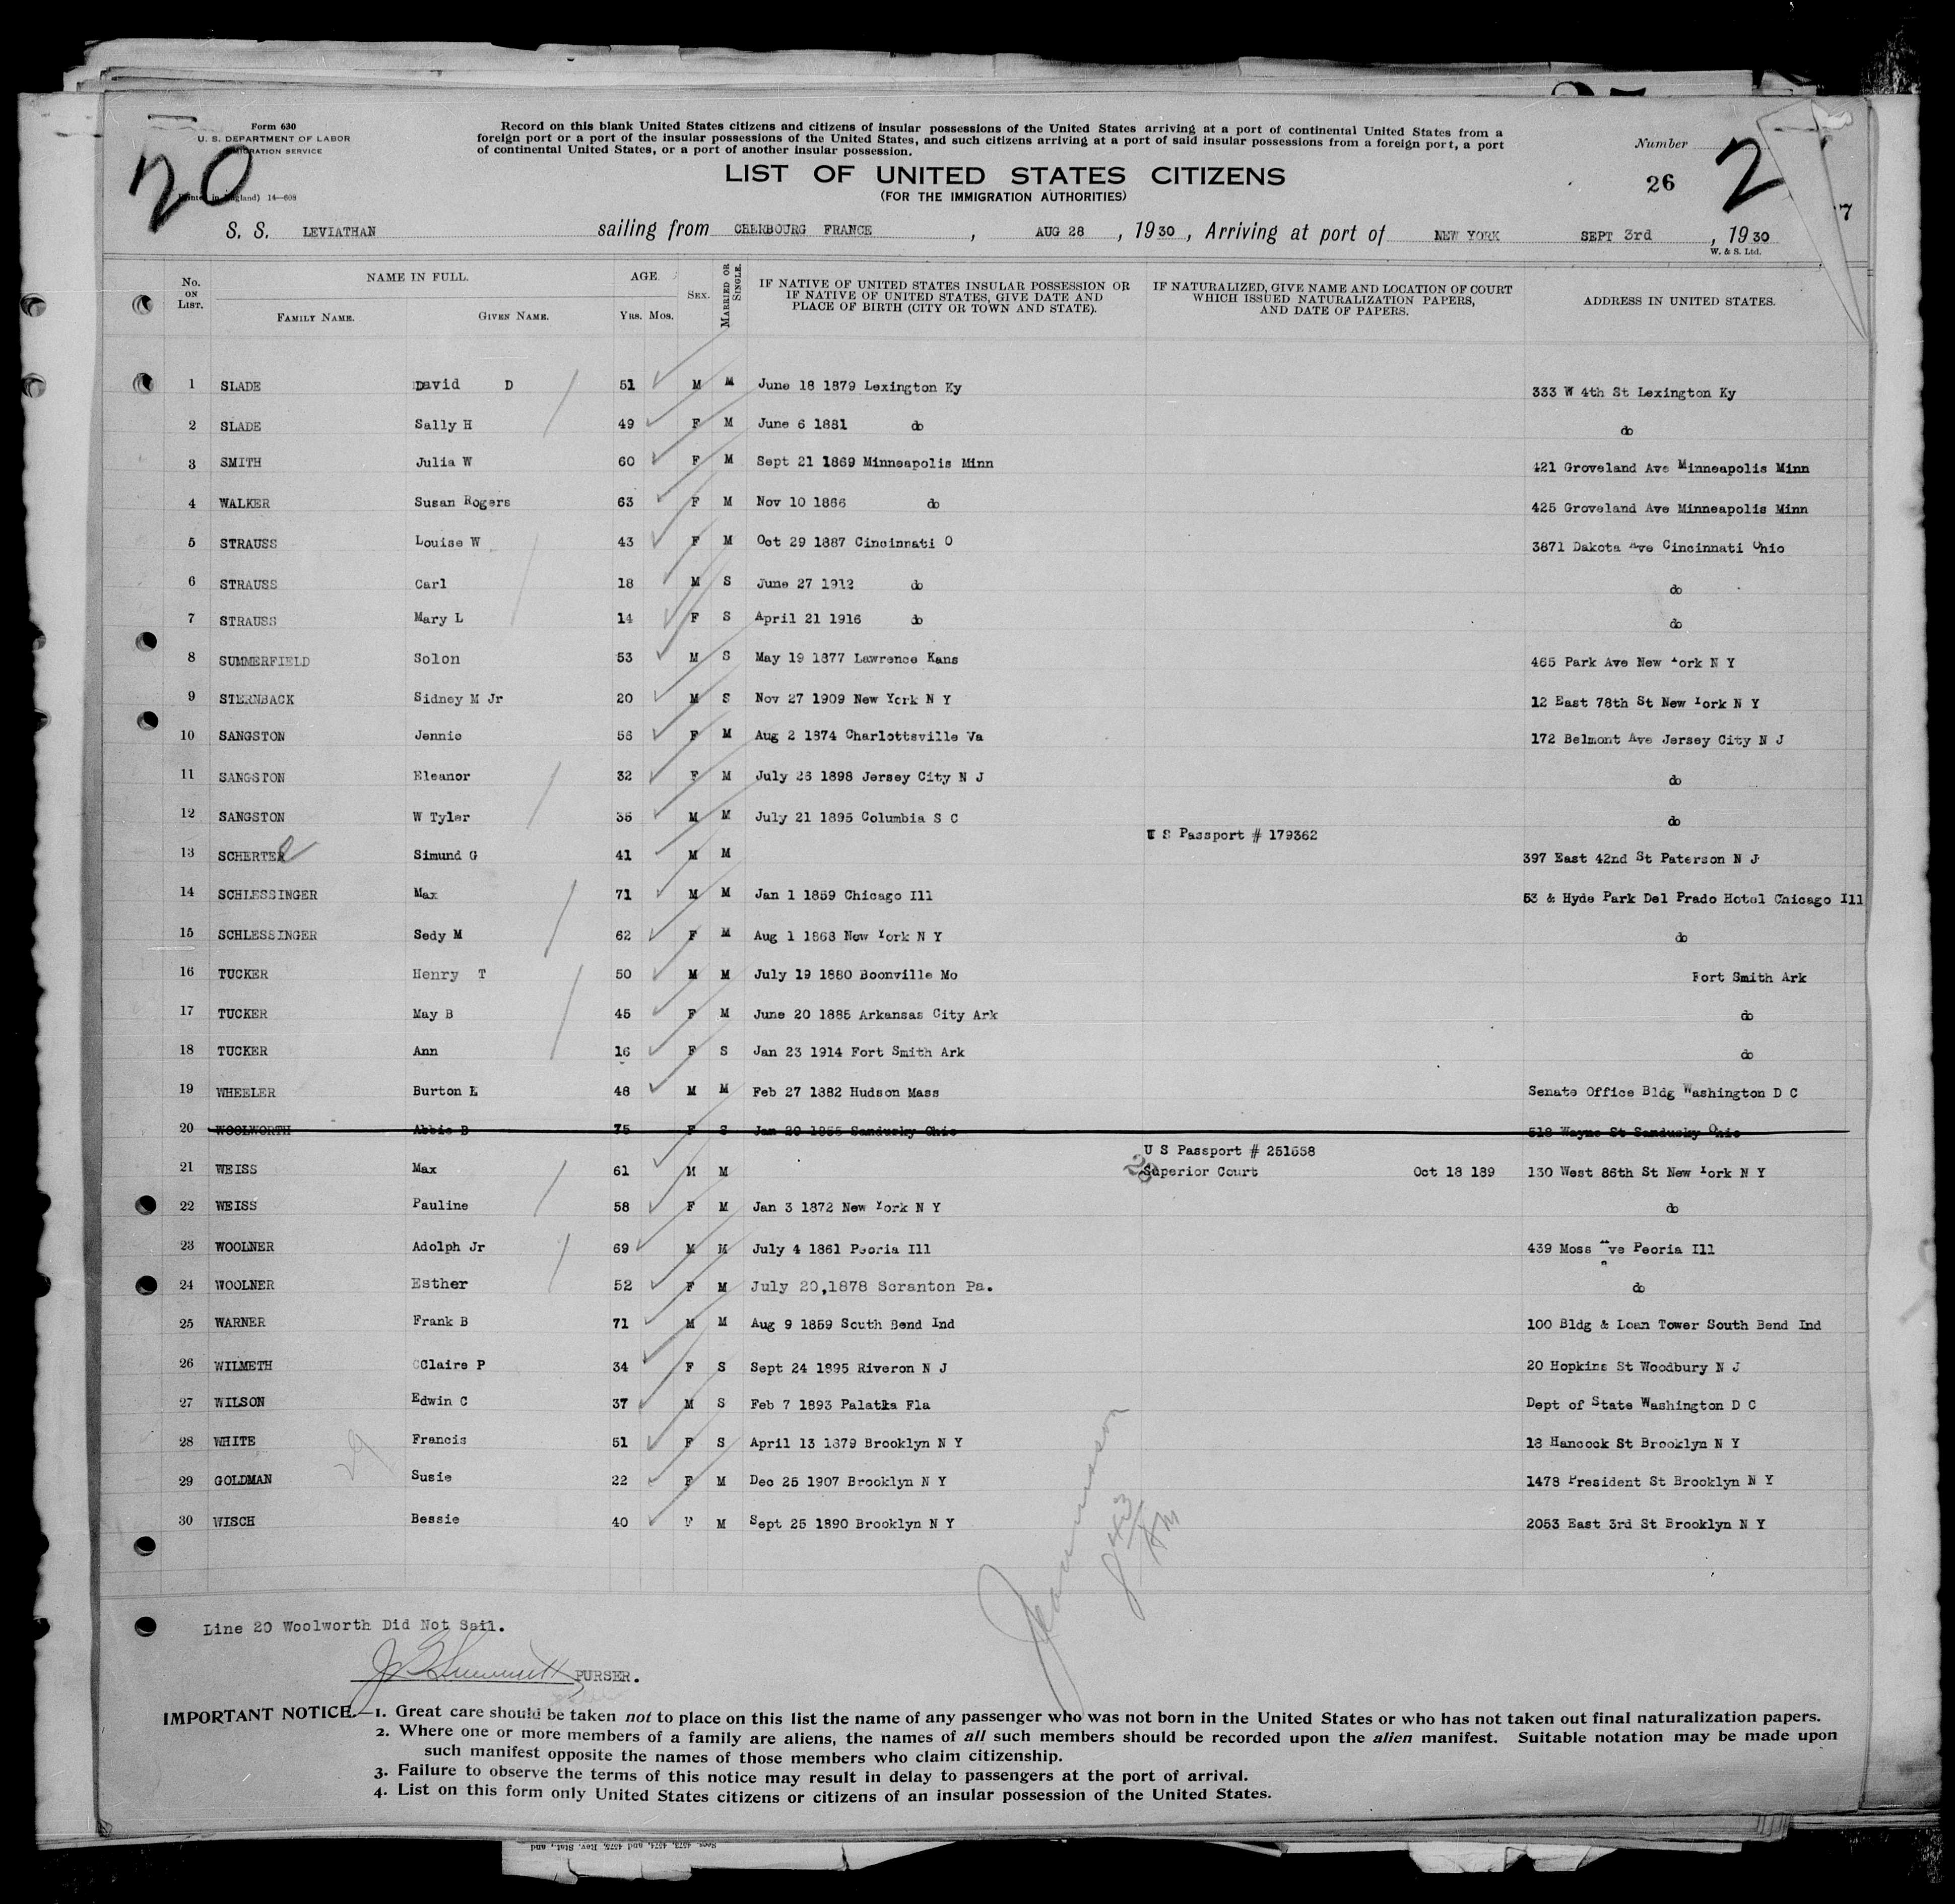 Form 630
U. S. DEPARTMENT OF LABOR
IMMIGRATION SERVICE
20
(Printed in England) 14—608
Record on this blank United States citizens and citizens of insular possessions of the United States arriving at a port of continental United States from a
foreign port or a port of the insular possessions of the United States, and such citizens arriving at a port of said insular possessions from a foreign port, a port
of continental United States, or a port of another insular possession.
Number
2
26
7
LIST OF UNITED STATES CITIZENS
(FOR THE IMMIGRATION AUTHORITIES)
S. S. LEVIATHAN sailing from CHERBOURG FRANCE, AUG 28, 1930, Arriving at port of NEW YORK SEPT 3rd, 1930
W. & S. Ltd.
No. ON LIST. NAME IN FULL. FAMILY NAME. GIVEN NAME. AGE. YRS. MOS. SEX. MARRIED OR SINGLE. IF NATIVE OF UNITED STATES INSULAR POSSESSION OR IF NATIVE OF UNITED STATES, GIVE DATE AND PLACE OF BIRTH (CITY OR TOWN AND STATE). IF NATURALIZED, GIVE NAME AND LOCATION OF COURT WHICH ISSUED NATURALIZATION PAPERS, AND DATE OF PAPERS. ADDRESS IN UNITED STATES.
1 SLADE David D 51 M M June 18 1879 Lexington Ky 333 W 4th St Lexington Ky
2 SLADE Sally H 49 F M June 6 1881 do do
3 SMITH Julia W 60 F M Sept 21 1869 Minneapolis Minn 421 Groveland Ave Minneapolis Minn
4 WALKER Susan Rogers 63 F M Nov 10 1866 do 425 Groveland Ave Minneapolis Minn
5 STRAUSS Louise W 43 F M Oct 29 1887 Cincinnati O 3871 Dakota Ave Cincinnati Ohio
6 STRAUSS Carl 18 M S June 27 1912 do do
7 STRAUSS Mary L 14 F S April 21 1916 do do
8 SUMMERFIELD Solon 53 M S May 19 1877 Lawrence Kans 465 Park Ave New York N Y
9 STERNBACK Sidney M Jr 20 M S Nov 27 1909 New York N Y 12 East 78th St New York N Y
10 SANGSTON Jennie 56 F M Aug 2 1874 Charlottsville Va 172 Belmont Ave Jersey City N J
11 SANGSTON Eleanor 32 F M July 26 1898 Jersey City N J do
12 SANGSTON W Tyler 35 M M July 21 1895 Columbia S C do
U S Passport # 179362
13 SCHERTER Simund G 41 M M 397 East 42nd St Paterson N J
14 SCHLESSINGER Max 71 M M Jan 1 1859 Chicago Ill 53 & Hyde Park Del Prado Hotel Chicago Ill
15 SCHLESSINGER Sedy M 62 F M Aug 1 1868 New York N Y do
16 TUCKER Henry T 50 M M July 19 1880 Boonville Mo Fort Smith Ark
17 TUCKER May B 45 F M June 20 1885 Arkansas City Ark do
18 TUCKER Ann 16 F S Jan 23 1914 Fort Smith Ark do
19 WHEELER Burton K 48 M M Feb 27 1882 Hudson Mass Senate Office Bldg Washington D C
20 WOOLWORTH Abbie B 75 F S Jan 20 1855 Sandusky Ohio 518 Wayne St Sandusky Ohio
U S Passport # 251658
21 WEISS Max 61 M M Superior Court Oct 18 189 130 West 86th St New York N Y
22 WEISS Pauline 58 F M Jan 3 1872 New York N Y do
23 WOOLNER Adolph Jr 69 M M July 4 1861 Peoria Ill 439 Moss Ave Peoria Ill
24 WOOLNER Esther 52 F M July 20,1878 Scranton Pa. do
25 WARNER Frank B 71 M M Aug 9 1859 South Bend Ind 100 Bldg & Loan Tower South Bend Ind
26 WILMETH CClaire P 34 F S Sept 24 1895 Riveron N J 20 Hopkins St Woodbury N J
27 WILSON Edwin C 37 M S Feb 7 1893 Palatka Fla Dept of State Washington D C
28 WHITE Francis 51 F S April 13 1879 Brooklyn N Y 18 Hancock St Brooklyn N Y
29
29 GOLDMAN Susie 22 F M Dec 25 1907 Brooklyn N Y 1478 President St Brooklyn N Y
30 WISCH Bessie 40 F M Sept 25 1890 Brooklyn N Y 2053 East 3rd St Brooklyn N Y
Line 20 Woolworth Did Not Sail.
PURSER.
IMPORTANT NOTICE.—1. Great care should be taken not to place on this list the name of any passenger who was not born in the United States or who has not taken out final naturalization papers.
2. Where one or more members of a family are aliens, the names of all such members should be recorded upon the alien manifest. Suitable notation may be made upon
such manifest opposite the names of those members who claim citizenship.
3. Failure to observe the terms of this notice may result in delay to passengers at the port of arrival.
4. List on this form only United States citizens or citizens of an insular possession of the United States.